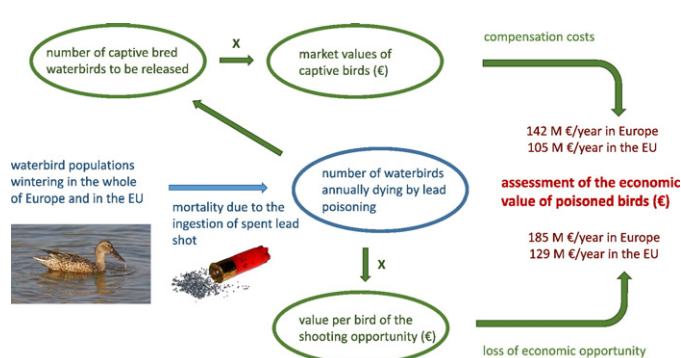 number of captive bred
waterbirds to be released
X
market values of
captive birds (€)
compensation costs
142 M €/year in Europe
105 M €/year in the EU
waterbird populations
wintering in the whole
of Europe and in the EU
mortality due to the
ingestion of spent lead
shot
number of waterbirds
annually dying by lead
poisoning
assessment of the economic
value of poisoned birds (€)
185 M €/year in Europe
129 M €/year in the EU
X
value per bird of the
shooting opportunity (€)
loss of economic opportunity